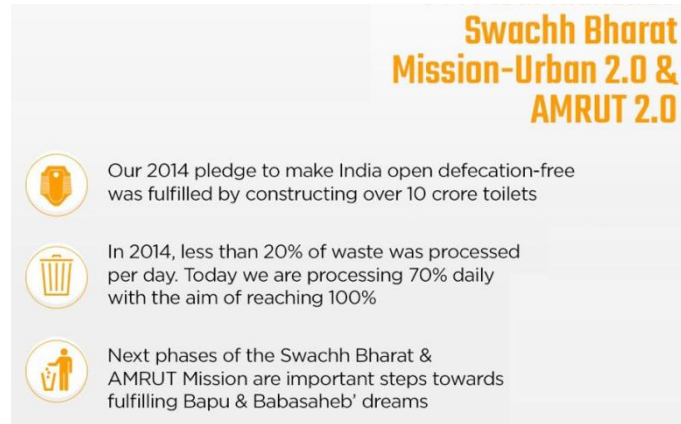 Swachh Bharat
Mission-Urban 2.0 &
AMRUT 2.0
Our 2014 pledge to make India open defecation-free
was fulfilled by constructing over 10 crore toilets
In 2014, less than 20% of waste was processed
per day. Today we are processing 70% daily
with the aim of reaching 100%
Next phases of the Swachh Bharat &
AMRUT Mission are important steps towards
fulfilling Bapu & Babasaheb' dreams